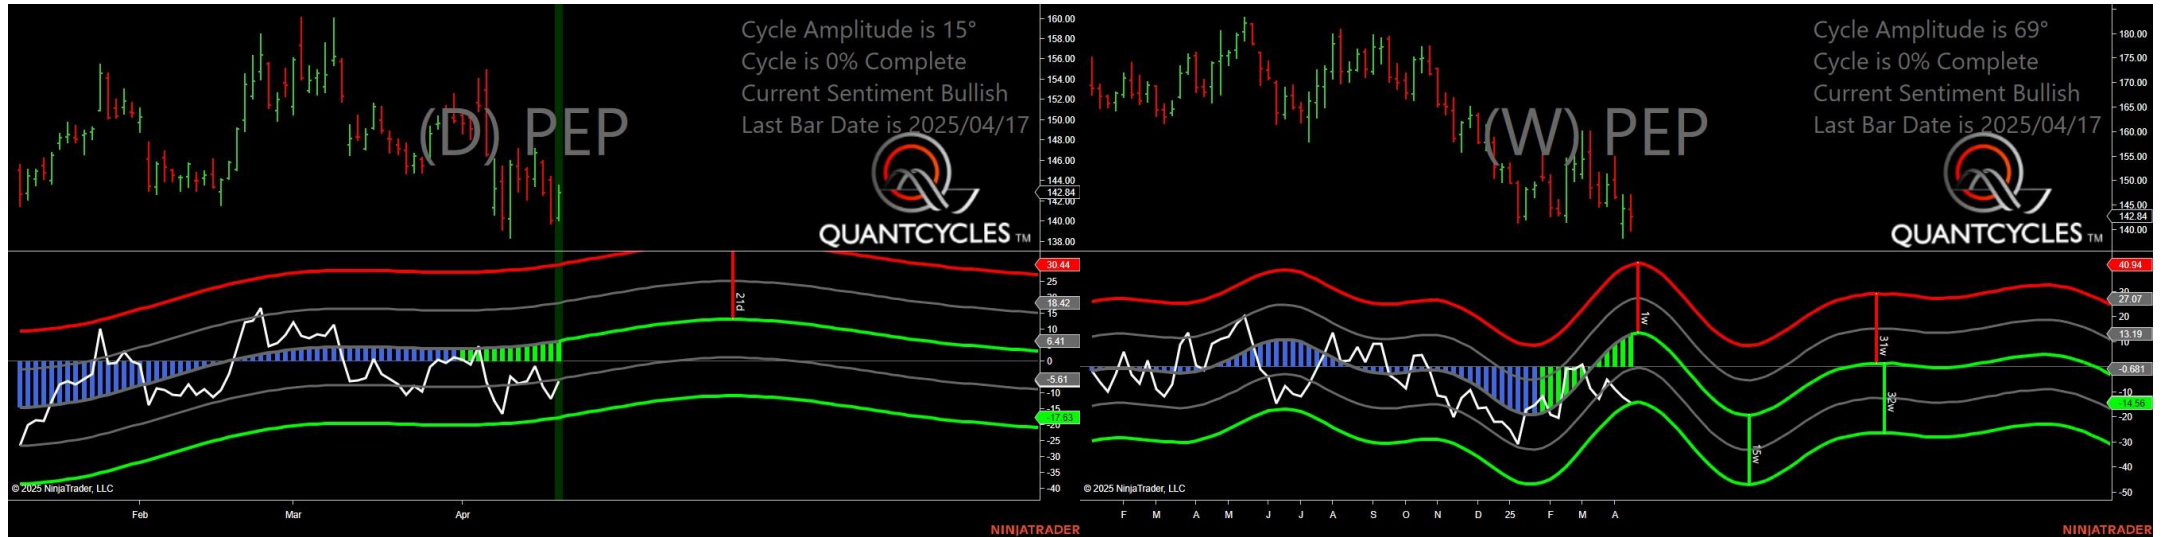 Cycle Amplitude is 15°
Cycle is 0% Complete
Current Sentiment Bullish
Last Bar Date is 2025/04/17
(D) PEP
QUANTCYCLES TM
160.00
158.00
156.00
154.00
152.00
150.00
148.00
146.00
144.00
142.84
142.00
140.00
138.00
30.44
25
18.42
15
10
6.41
0
-5.61
-10
-15
-17.63
-20
-25
-30
-35
-40
21d
© 2025 NinjaTrader, LLC
Feb Mar Apr
NINJATRADER
Cycle Amplitude is 69°
Cycle is 0% Complete
Current Sentiment Bullish
Last Bar Date is 2025/04/17
(W) PEP
QUANTCYCLES TM
180.00
175.00
170.00
165.00
160.00
155.00
150.00
145.00
142.84
140.00
40.94
27.07
20
13.19
10
-0.681
-10
-14.56
-20
-30
-40
-50
1w
15w
31w
32w
© 2025 NinjaTrader, LLC
F M A M J J A S O N D 25 F M A
NINJATRADER